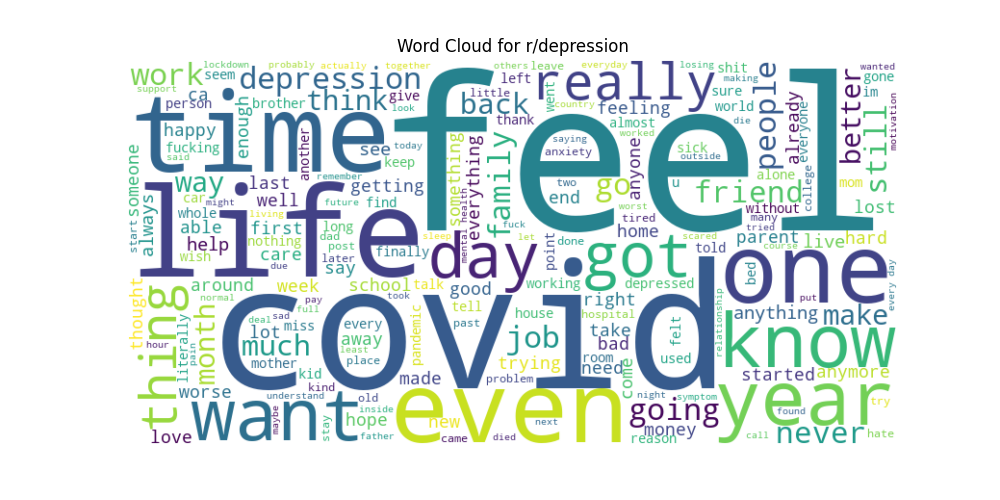 Word Cloud for r/depression
lockdown probably actually together others leave everyday losing wanted
work seem depression left little went really shit making gone
support ca think give back country feeling sure im
person brother look thank almost world people already everyone better still motivation
time feel
happy enough another see today saying worked anyone sick die
fucking keep anxiety outside alone college mom
said remember something everything family two go u friend
someone way last getting end worst tired without lost
car might well future find fuck home many
always whole living long sleep mental health let scared tried
start able first dad done told parent live hard
life day point got course
help nothing post finally
wish due care later say relationship bed one every day
around week school talk good working depressed
thought normal pay took tell right hospital put anything make
thing month deal full house felt
covid know
literally pain lot sad miss every past job take
hour much away pandemic bad used started anymore
mother least place trying room need
worse kid kind made problem come year try
understand old night symptom
want even going
maybe stay hope inside new next money found never
love father came died reason call hate